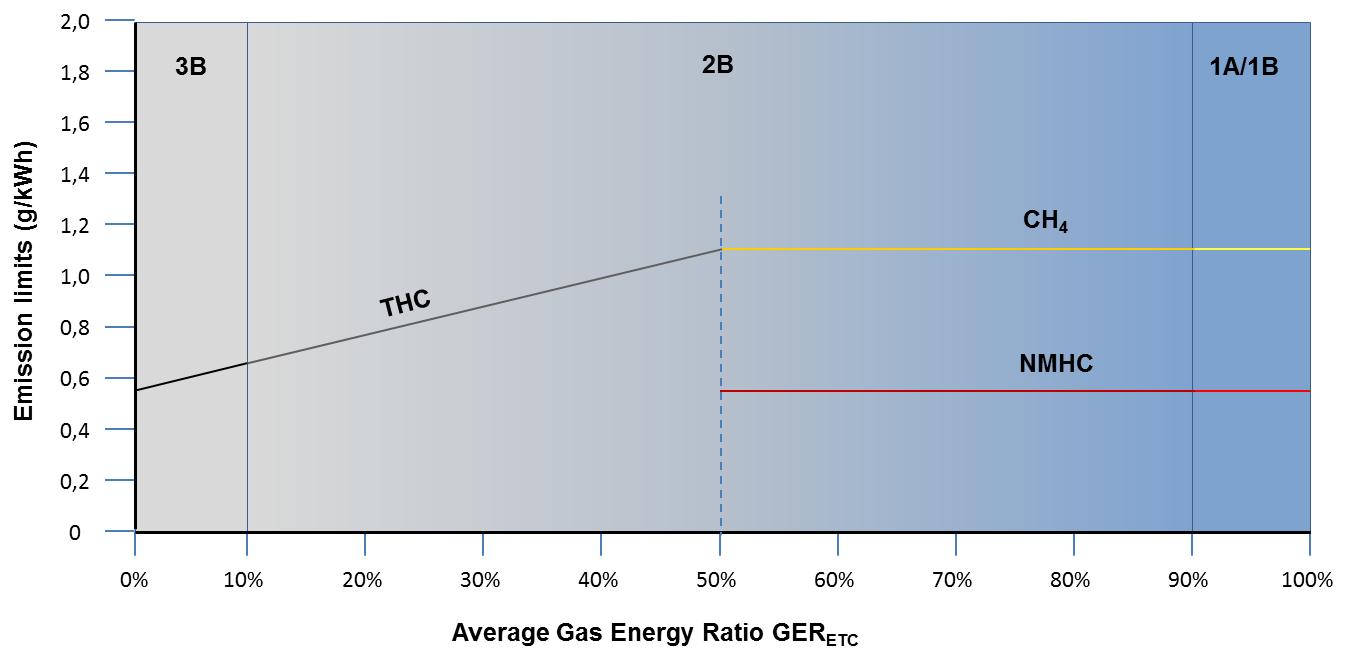 2,0
1,8
1,6
1,4
1,2
1,0
0,8
0,6
0,4
0,2
0
Emission limits (g/kWh)
3B
2B
1A/1B
THC
CH₄
NMHC
0% 10% 20% 30% 40% 50% 60% 70% 80% 90% 100%
Average Gas Energy Ratio GER_ETC